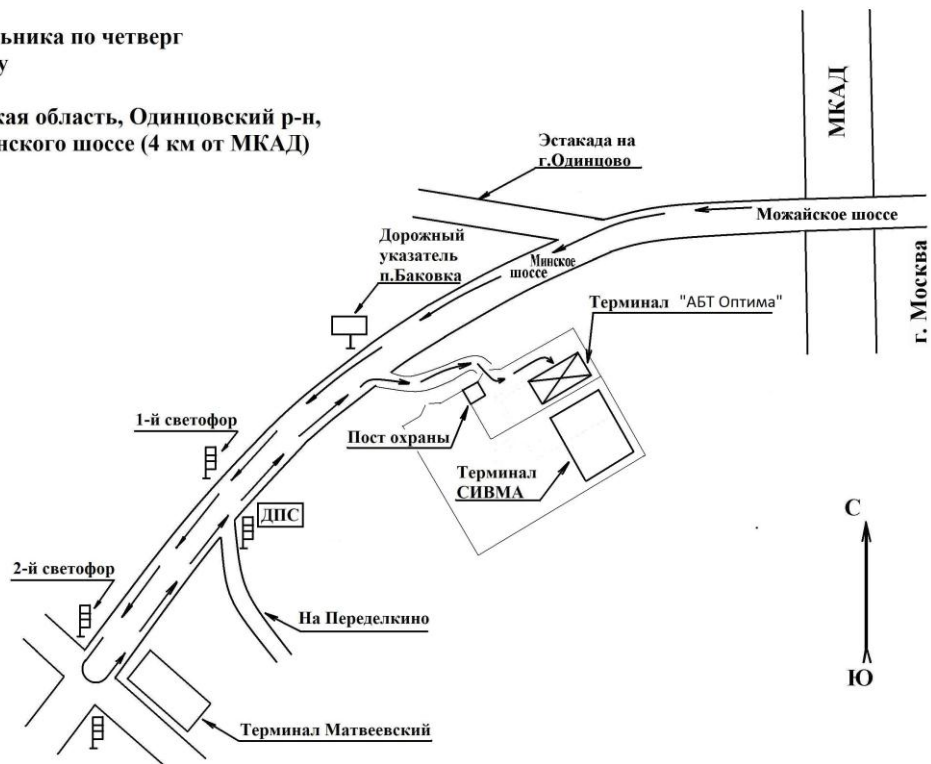 ьника по четверг
у
кая область, Одинцовский р-н,
нского шоссе (4 км от МКАД)
МКАД
Эстакада на
г.Одинцово
Можайское шоссе
Дорожный
указатель
п.Баковка
Минское
шоссе
г. Москва
Терминал "АБТ Оптима"
1-й светофор
Пост охраны
Терминал
СИВМА
ДПС
С
2-й светофор
На Переделкино
Ю
Терминал Матвеевский